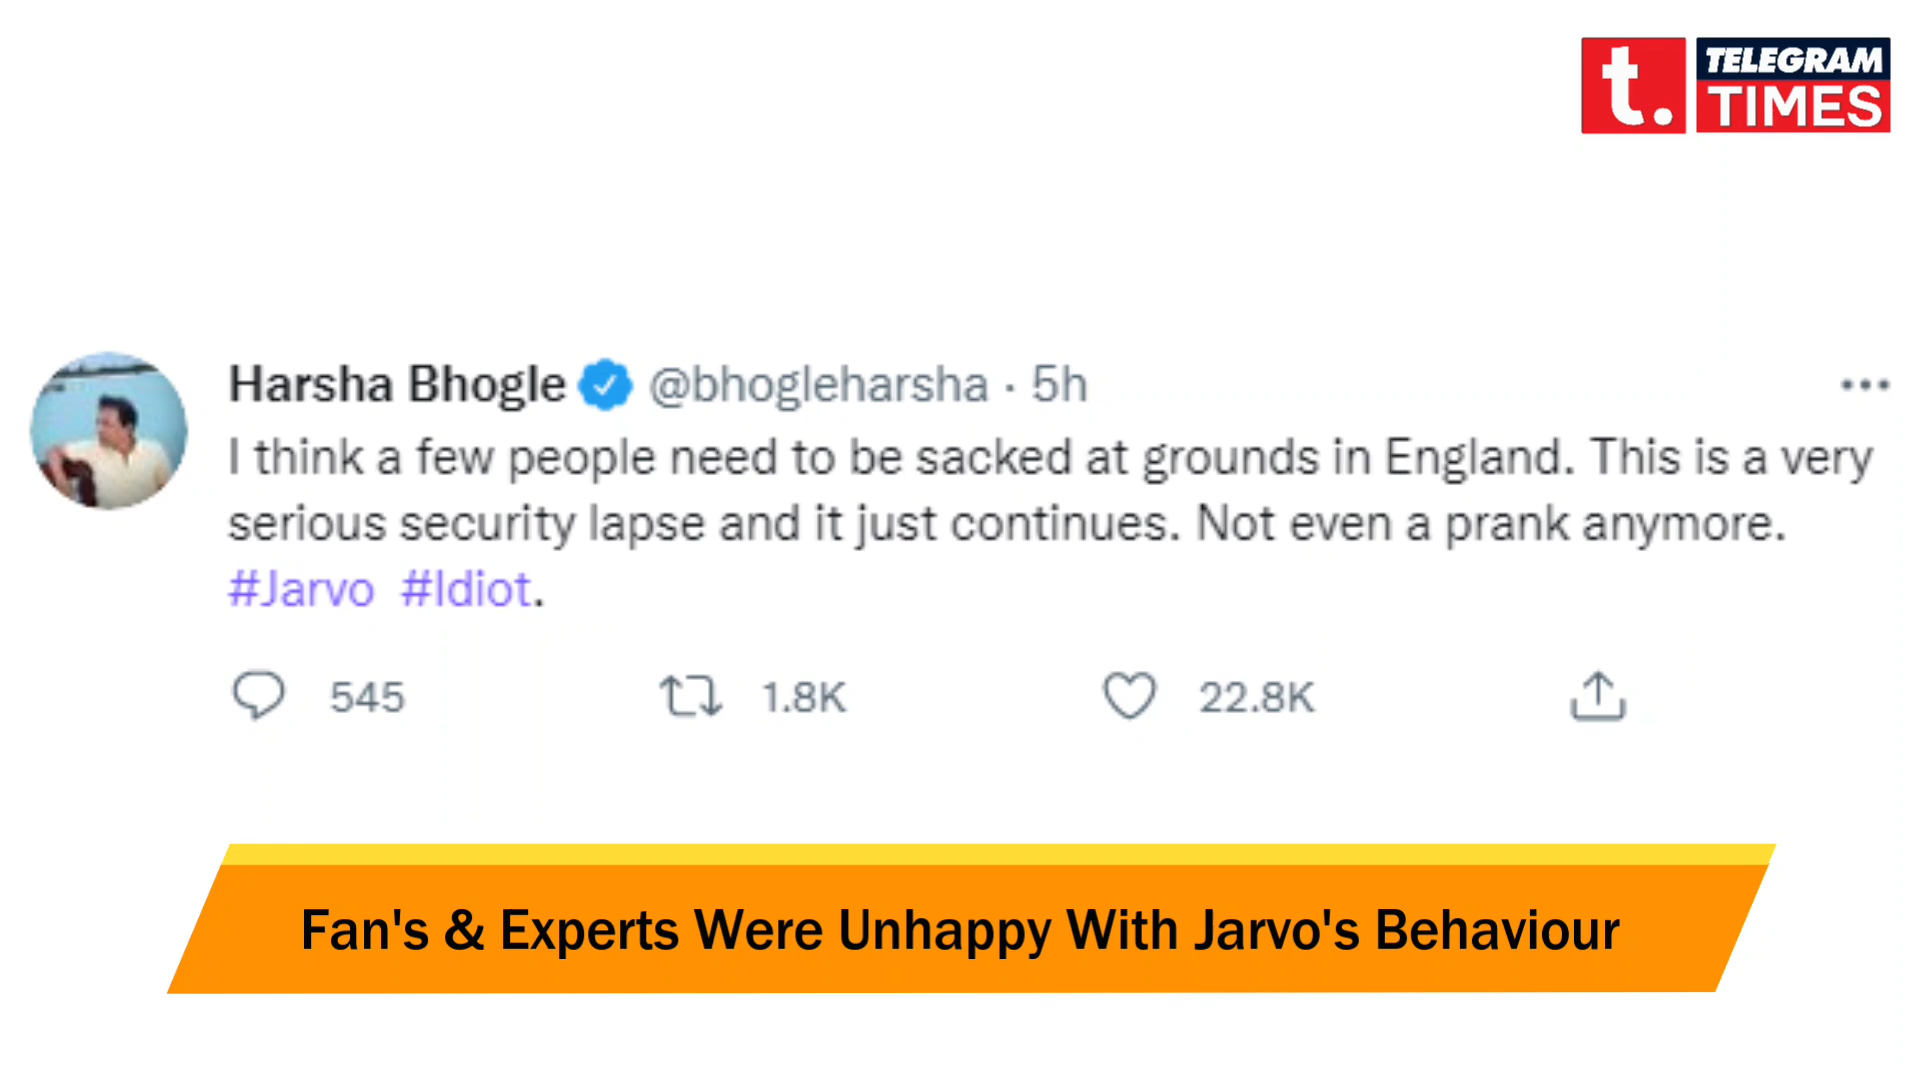 t. TELEGRAM
TIMES
Harsha Bhogle @bhogleharsha · 5h
I think a few people need to be sacked at grounds in England. This is a very
serious security lapse and it just continues. Not even a prank anymore.
#Jarvo #Idiot.
545 1.8K 22.8K
Fan's & Experts Were Unhappy With Jarvo's Behaviour